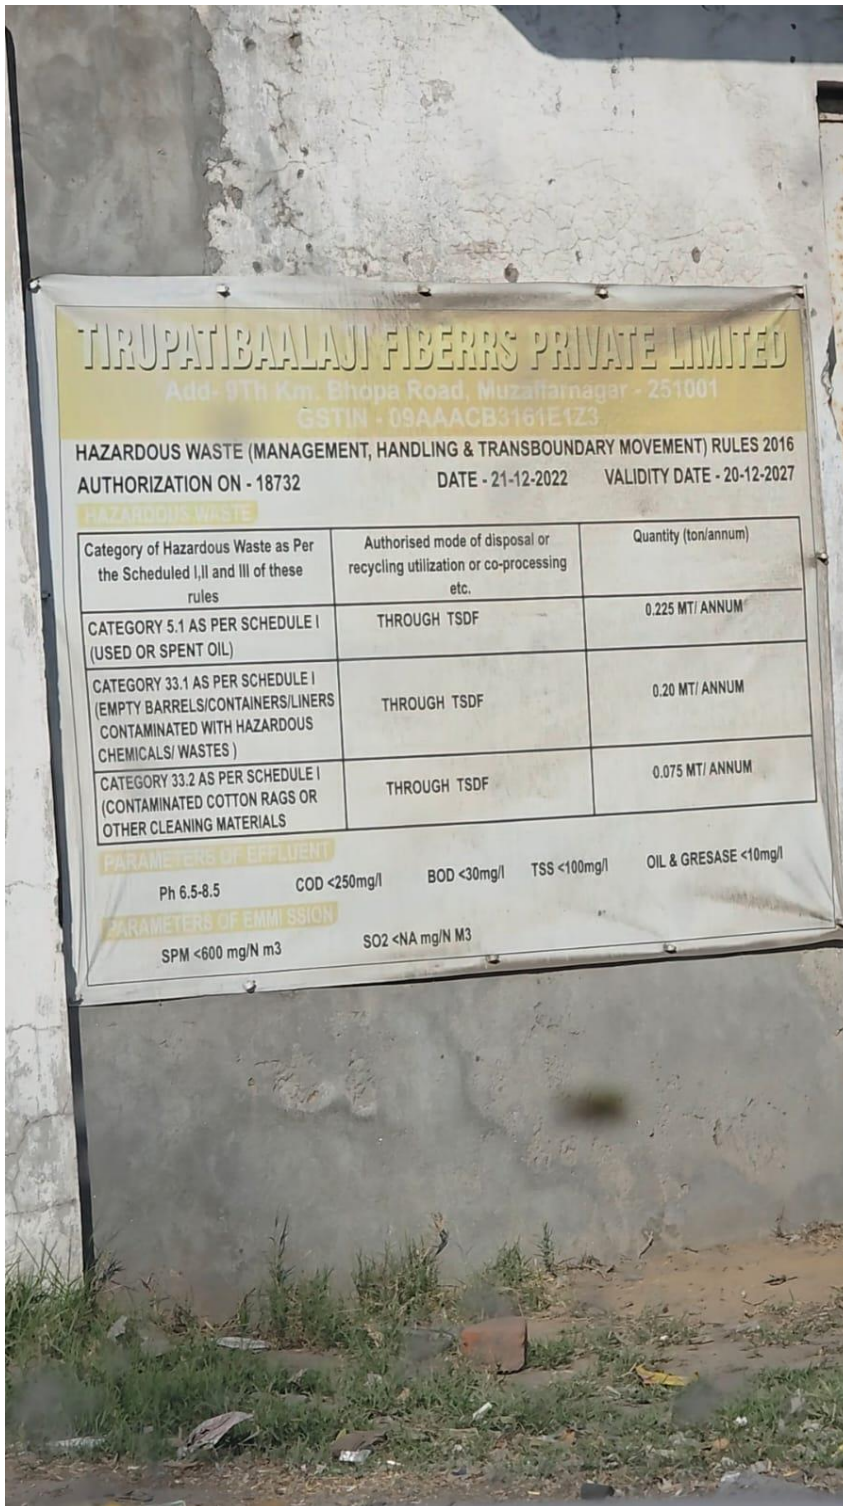 TIRUPATIBAALAJI FIBERRS PRIVATE LIMITED
Add- 9Th Km. Bhopa Road, Muzaffarnagar - 251001
GSTIN - 09AAACB3161E1Z3
HAZARDOUS WASTE (MANAGEMENT, HANDLING & TRANSBOUNDARY MOVEMENT) RULES 2016
AUTHORIZATION ON - 18732 DATE - 21-12-2022 VALIDITY DATE - 20-12-2027
HAZARDOUS WASTE
Category of Hazardous Waste as Per
the Scheduled I,II and III of these
rules
Authorised mode of disposal or
recycling utilization or co-processing
etc.
Quantity (ton/annum)
CATEGORY 5.1 AS PER SCHEDULE I
(USED OR SPENT OIL)
THROUGH TSDF
0.225 MT/ ANNUM
CATEGORY 33.1 AS PER SCHEDULE I
(EMPTY BARRELS/CONTAINERS/LINERS
CONTAMINATED WITH HAZARDOUS
CHEMICALS/ WASTES )
THROUGH TSDF
0.20 MT/ ANNUM
CATEGORY 33.2 AS PER SCHEDULE I
(CONTAMINATED COTTON RAGS OR
OTHER CLEANING MATERIALS
THROUGH TSDF
0.075 MT/ ANNUM
PARAMETERS OF EFFLUENT
Ph 6.5-8.5 COD <250mg/l BOD <30mg/l TSS <100mg/l OIL & GRESASE <10mg/l
PARAMETERS OF EMMISSION
SPM <600 mg/N m3 SO2 <NA mg/N M3